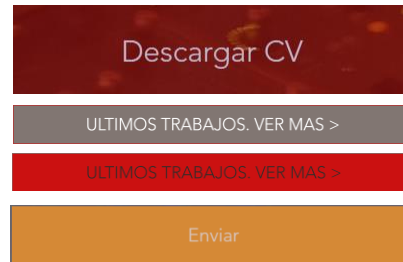 Descargar CV
ULTIMOS TRABAJOS. VER MAS >
ULTIMOS TRABAJOS. VER MAS >
Enviar